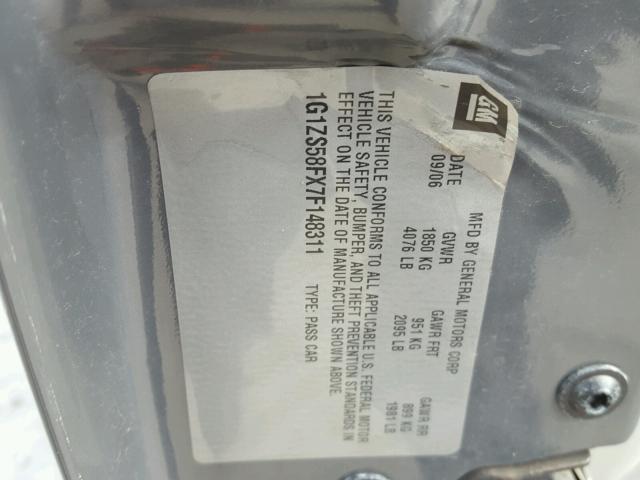 GM
MFD BY GENERAL MOTORS CORP
DATE GVWR GAWR FRT GAWR RR
09/06 1850 KG 951 KG 899 KG
4076 LB 2095 LB 1981 LB
THIS VEHICLE CONFORMS TO ALL APPLICABLE U.S. FEDERAL MOTOR
VEHICLE SAFETY, BUMPER, AND THEFT PREVENTION STANDARDS IN
EFFECT ON THE DATE OF MANUFACTURE SHOWN ABOVE.
1G1ZS58FX7F148311 TYPE: PASS CAR